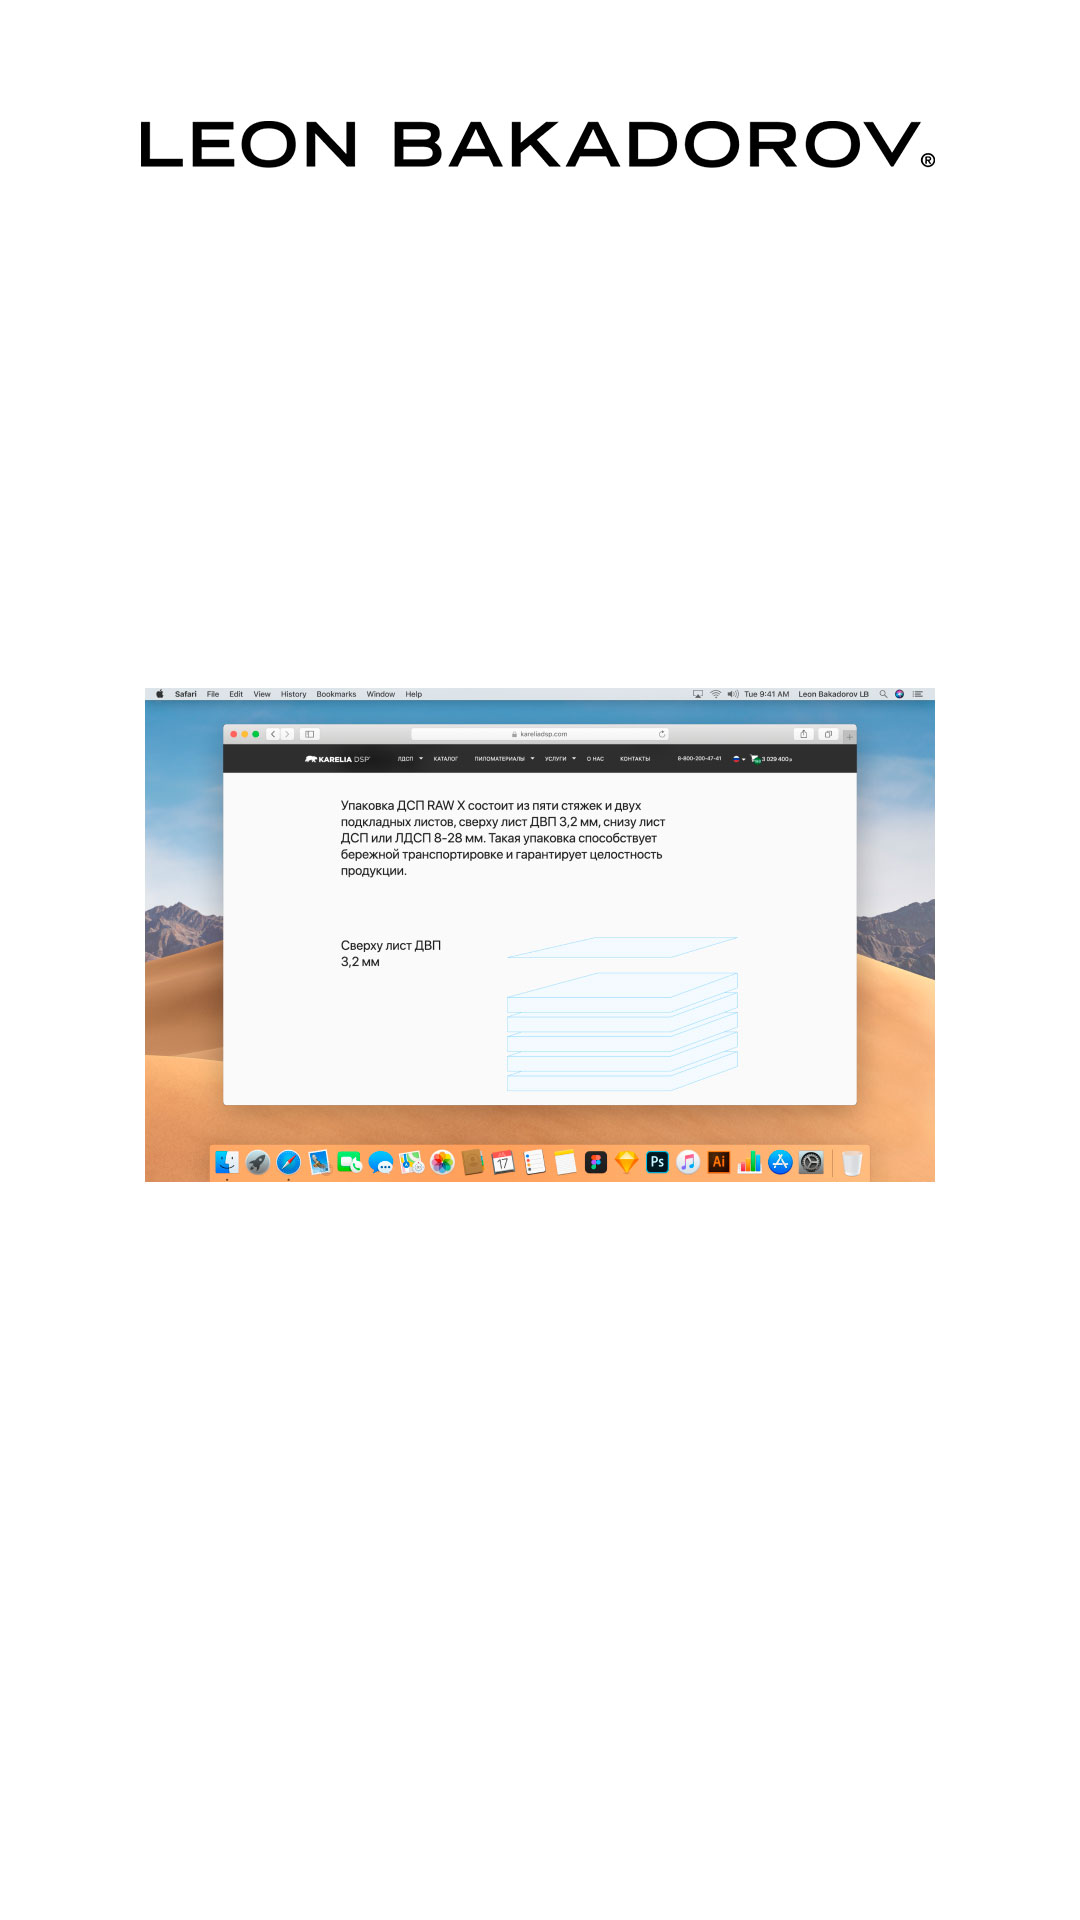 LEON BAKADOROV®
Safari File Edit View History Bookmarks Window Help Tue 9:41 AM Leon Bakadorov LB
kareliadsp.com
KARELIA DSP ЛДСП КАТАЛОГ ПИЛОМАТЕРИАЛЫ УСЛУГИ О НАС КОНТАКТЫ 8-800-200-47-41 3 029 400
Упаковка ДСП RAW X состоит из пяти стяжек и двух
подкладных листов, сверху лист ДВП 3,2 мм, снизу лист
ДСП или ЛДСП 8-28 мм. Такая упаковка способствует
бережной транспортировке и гарантирует целостность
продукции.
Сверху лист ДВП
3,2 мм
17
Ps
Ai